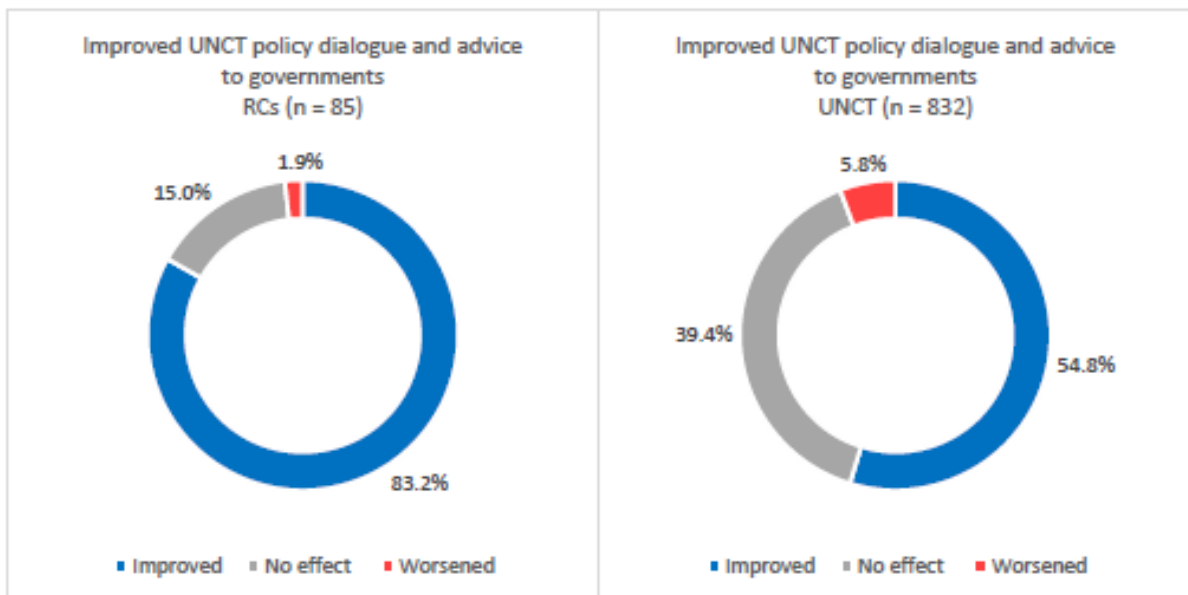 Improved UNCT policy dialogue and advice
to governments
RCs (n = 85)
1.9%
15.0%
83.2%
Improved No effect Worsened
Improved UNCT policy dialogue and advice
to governments
UNCT (n = 832)
5.8%
39.4%
54.8%
Improved No effect Worsened